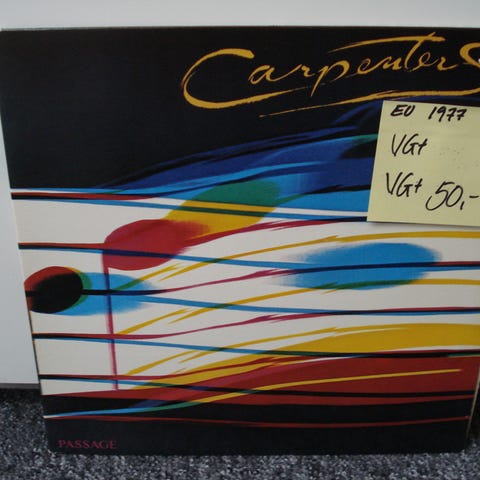 Carpenters
EU 1977
VG+
VG+ 50,-
PASSAGE